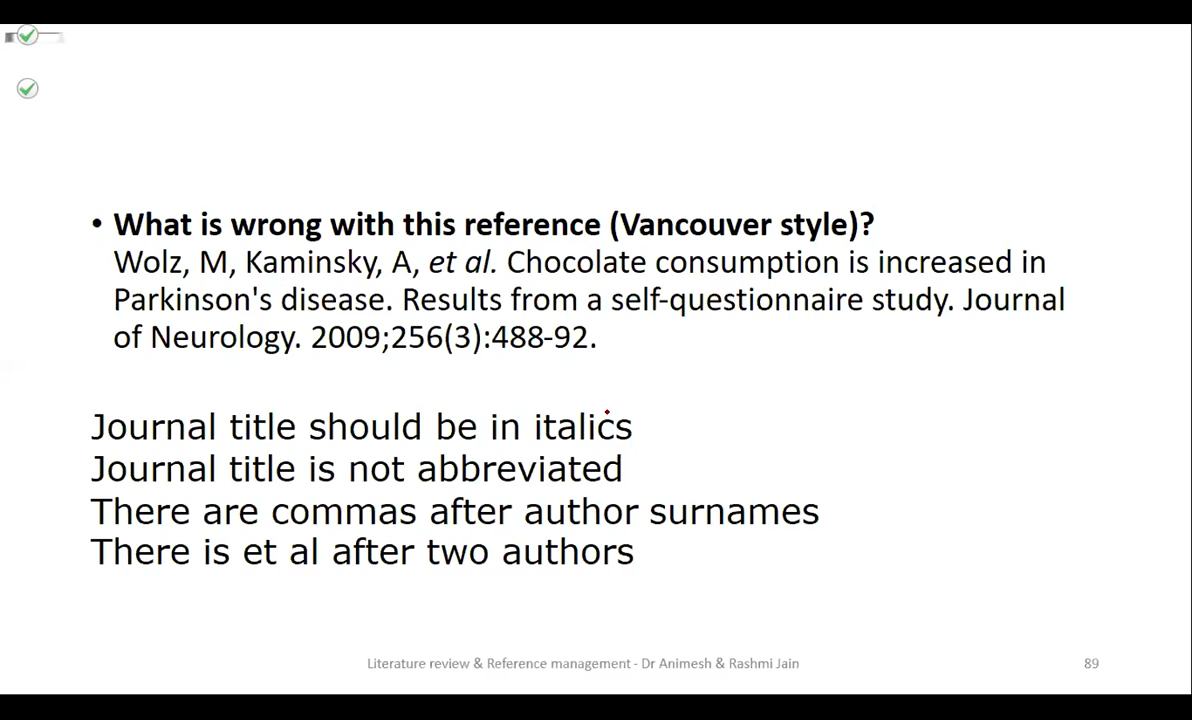 • What is wrong with this reference (Vancouver style)?
Wolz, M, Kaminsky, A, et al. Chocolate consumption is increased in
Parkinson's disease. Results from a self-questionnaire study. Journal
of Neurology. 2009;256(3):488-92.
Journal title should be in italics
Journal title is not abbreviated
There are commas after author surnames
There is et al after two authors
Literature review & Reference management - Dr Animesh & Rashmi Jain
89